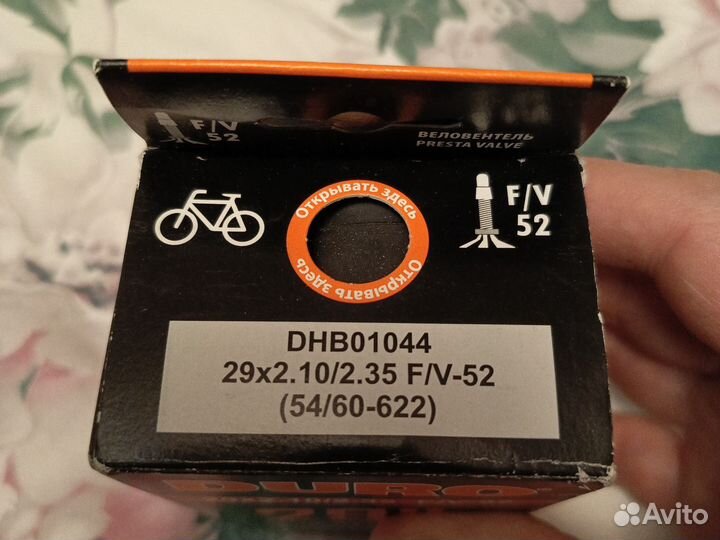 F/V
52
ВЕЛОВЕНТЕЛЬ
PRESTA VALVE
Открывать здесь
Открывать здесь
F/V
52
DHB01044
29x2.10/2.35 F/V-52
(54/60-622)
DURO
Avito